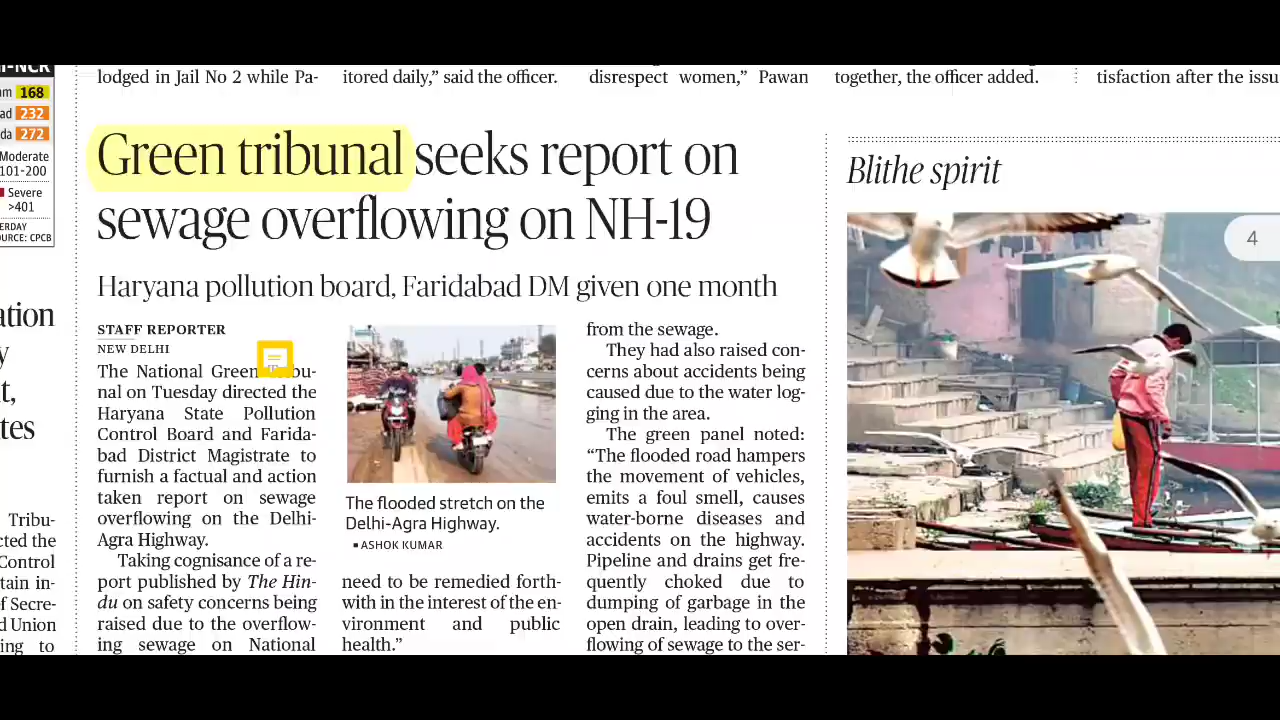 lodged in Jail No 2 while Pa-
itored daily,” said the officer.
disrespect women,” Pawan
together, the officer added.
tisfaction after the issu
168
232
272
Moderate
101-200
Severe
>401
CPCB
Green tribunal seeks report on
sewage overflowing on NH-19
Haryana pollution board, Faridabad DM given one month
STAFF REPORTER
NEW DELHI
The National Green
nal on Tuesday directed the
Haryana State Pollution
Control Board and Farida-
bad District Magistrate to
furnish a factual and action
taken report on sewage
overflowing on the Delhi-
Agra Highway.
Taking cognisance of a re-
port published by The Hin-
du on safety concerns being
raised due to the overflow-
ing sewage on National
The flooded stretch on the
Delhi-Agra Highway.
■ ASHOK KUMAR
need to be remedied forth-
with in the interest of the en-
vironment and public
health.”
from the sewage.
They had also raised con-
cerns about accidents being
caused due to the water log-
ging in the area.
The green panel noted:
“The flooded road hampers
the movement of vehicles,
emits a foul smell, causes
water-borne diseases and
accidents on the highway.
Pipeline and drains get fre-
quently choked due to
dumping of garbage in the
open drain, leading to over-
flowing of sewage to the ser-
Blithe spirit
4
Tribu-
cted the
Control
tain in-
f Secre-
d Union
ing to